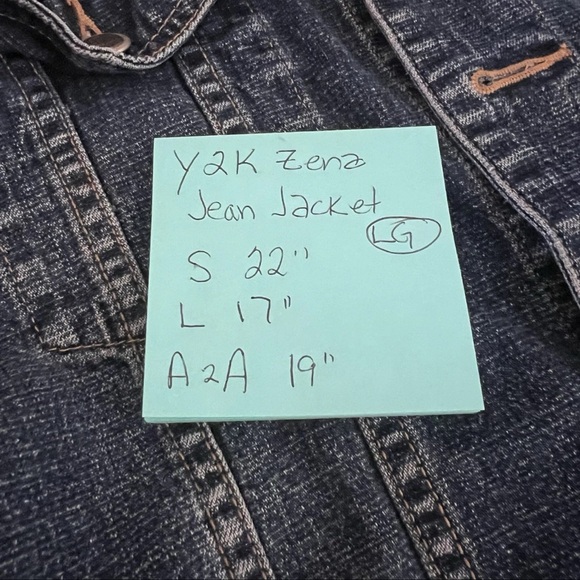 Y2K Zena
Jean Jacket
LG
S 22"
L 17"
A2A 19"